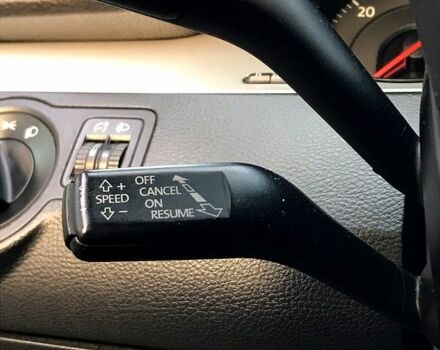 20
OFF
+ CANCEL
SPEED ON
- RESUME